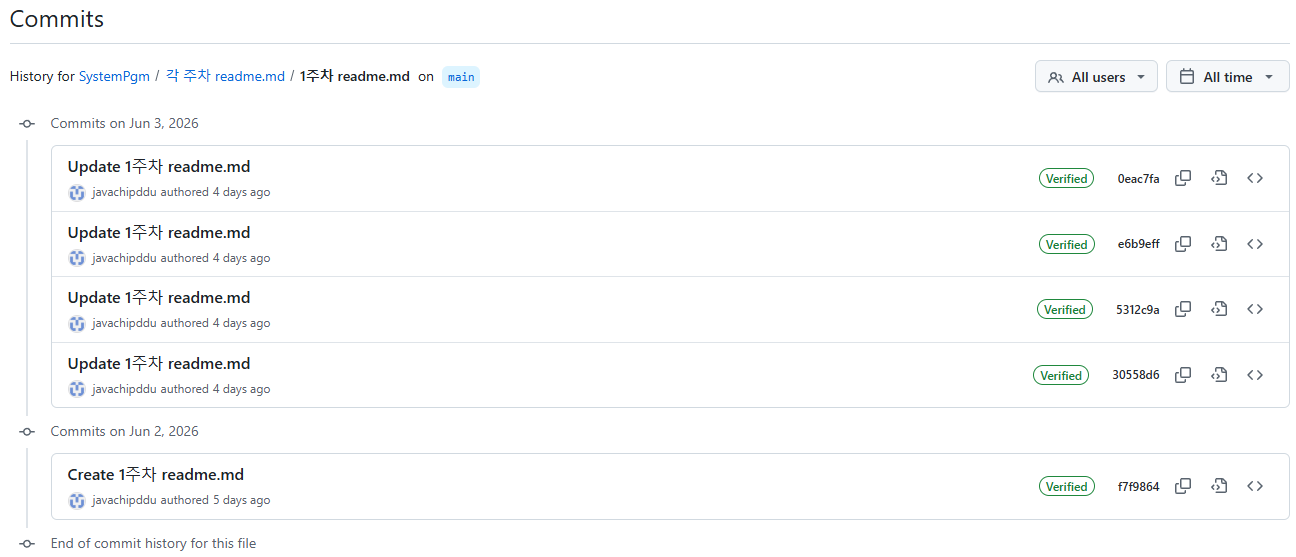 Commits
History for SystemPgm / 각 주차 readme.md / 1주차 readme.md on main
All users
All time
Commits on Jun 3, 2026
Update 1주차 readme.md
Verified 0eac7fa
javachipddu authored 4 days ago
Update 1주차 readme.md
Verified e6b9eff
javachipddu authored 4 days ago
Update 1주차 readme.md
Verified 5312c9a
javachipddu authored 4 days ago
Update 1주차 readme.md
Verified 30558d6
javachipddu authored 4 days ago
Commits on Jun 2, 2026
Create 1주차 readme.md
Verified f7f9864
javachipddu authored 5 days ago
End of commit history for this file